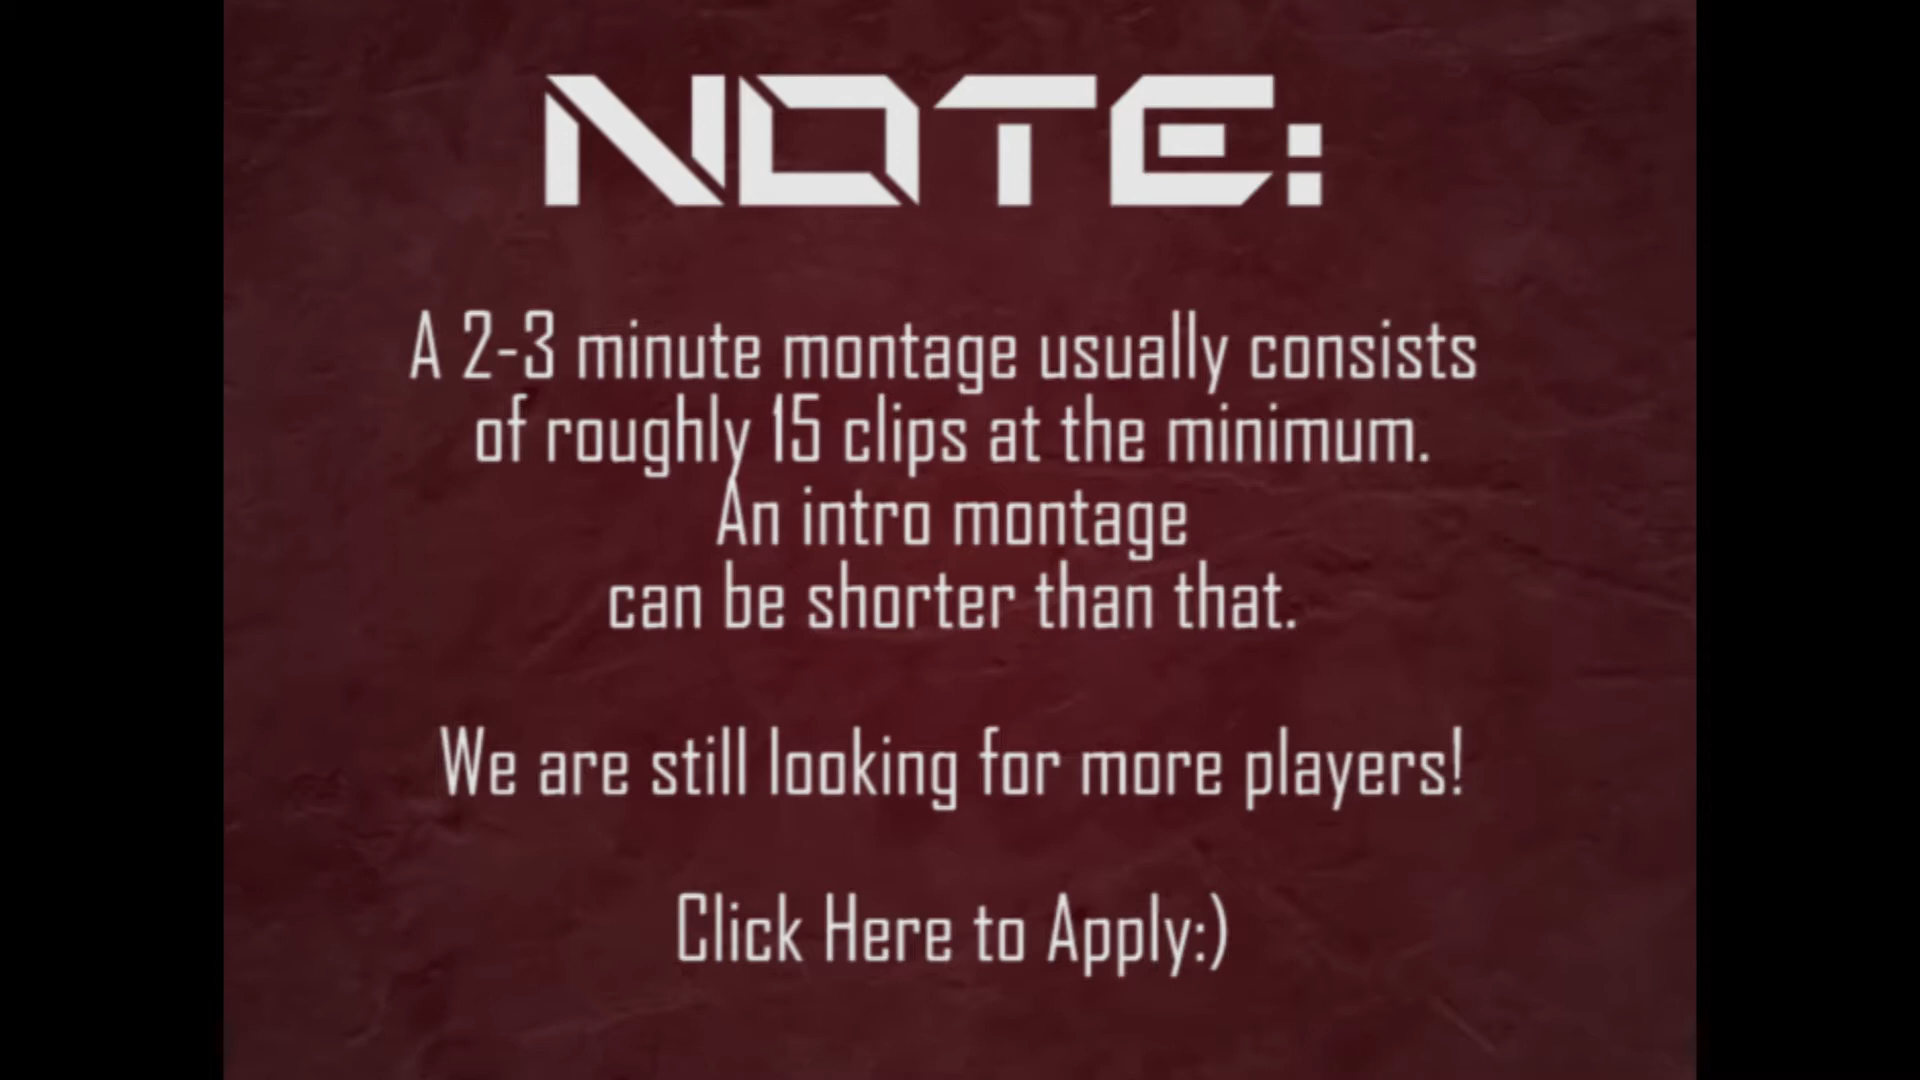 NOTE:
A 2-3 minute montage usually consists
of roughly 15 clips at the minimum.
An intro montage
can be shorter than that.
We are still looking for more players!
Click Here to Apply:)